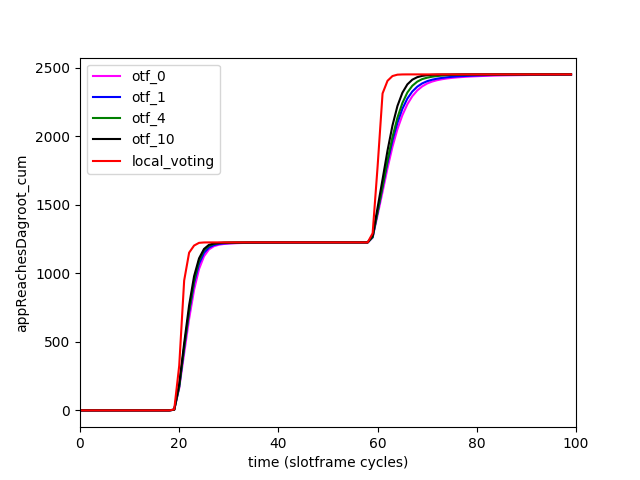 2500
2000
1500
1000
500
0
appReachesDagroot_cum
otf_0
otf_1
otf_4
otf_10
local_voting
0 20 40 60 80 100
time (slotframe cycles)